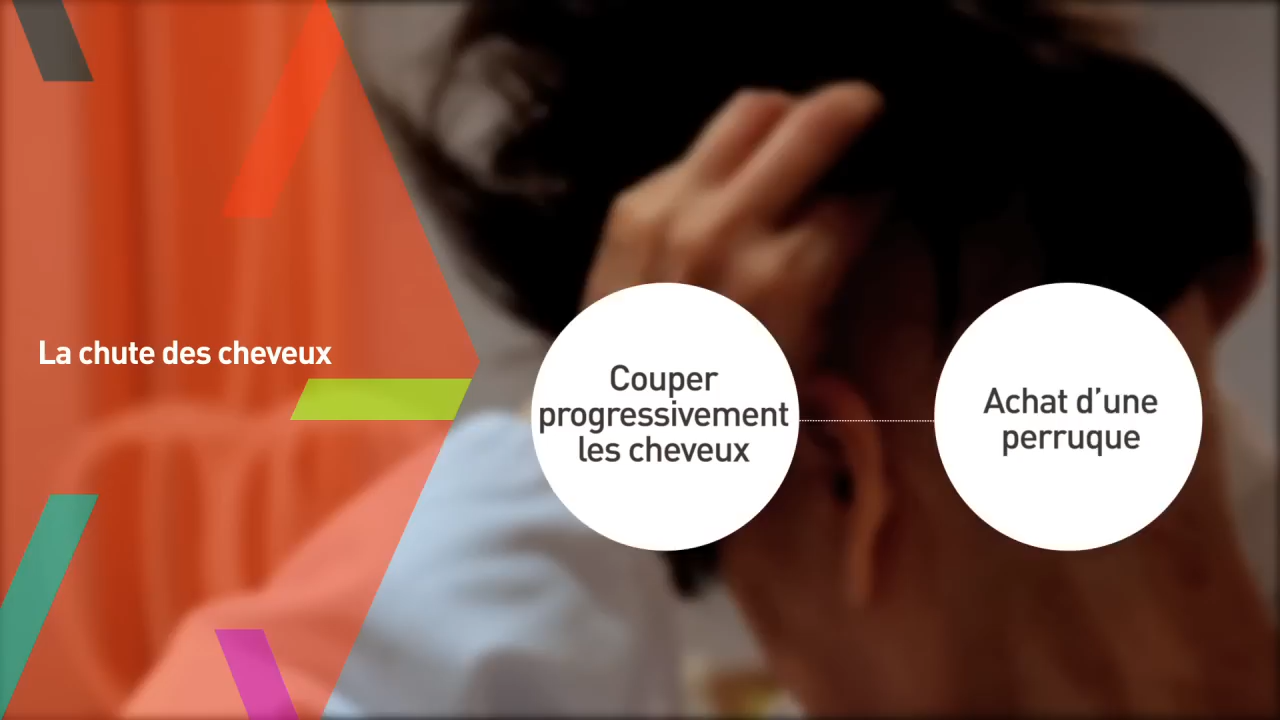 La chute des cheveux
Couper
progressivement
les cheveux
Achat d’une
perruque